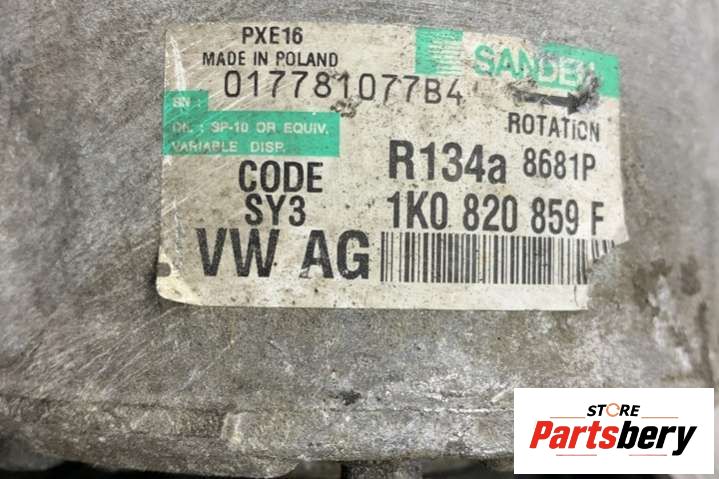 PXE16
MADE IN POLAND
SANDEN
017781077B4
SN :
OIL : SP-10 OR EQUIV.
VARIABLE DISP.
ROTATION
CODE
R134a 8681P
SY3
1K0 820 859 F
VW AG
STORE
Partsbery